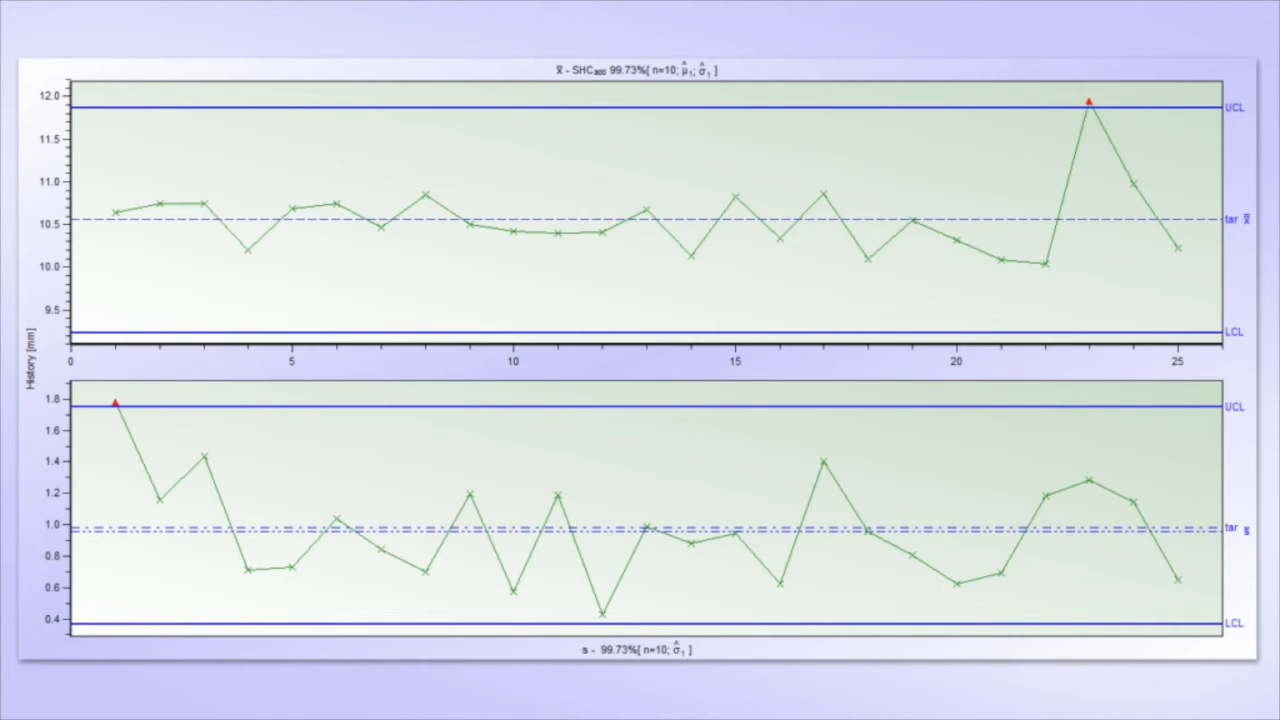 x̿ - SHCadd 99.73%[ n=10; μ̂1; σ̂1 ]
12.0
11.5
11.0
10.5
10.0
9.5
UCL
tar x̿
LCL
0 5 10 15 20 25
History [mm]
1.8
1.6
1.4
1.2
1.0
0.8
0.6
0.4
UCL
tar s̄
LCL
s - 99.73%[ n=10; σ̂1 ]